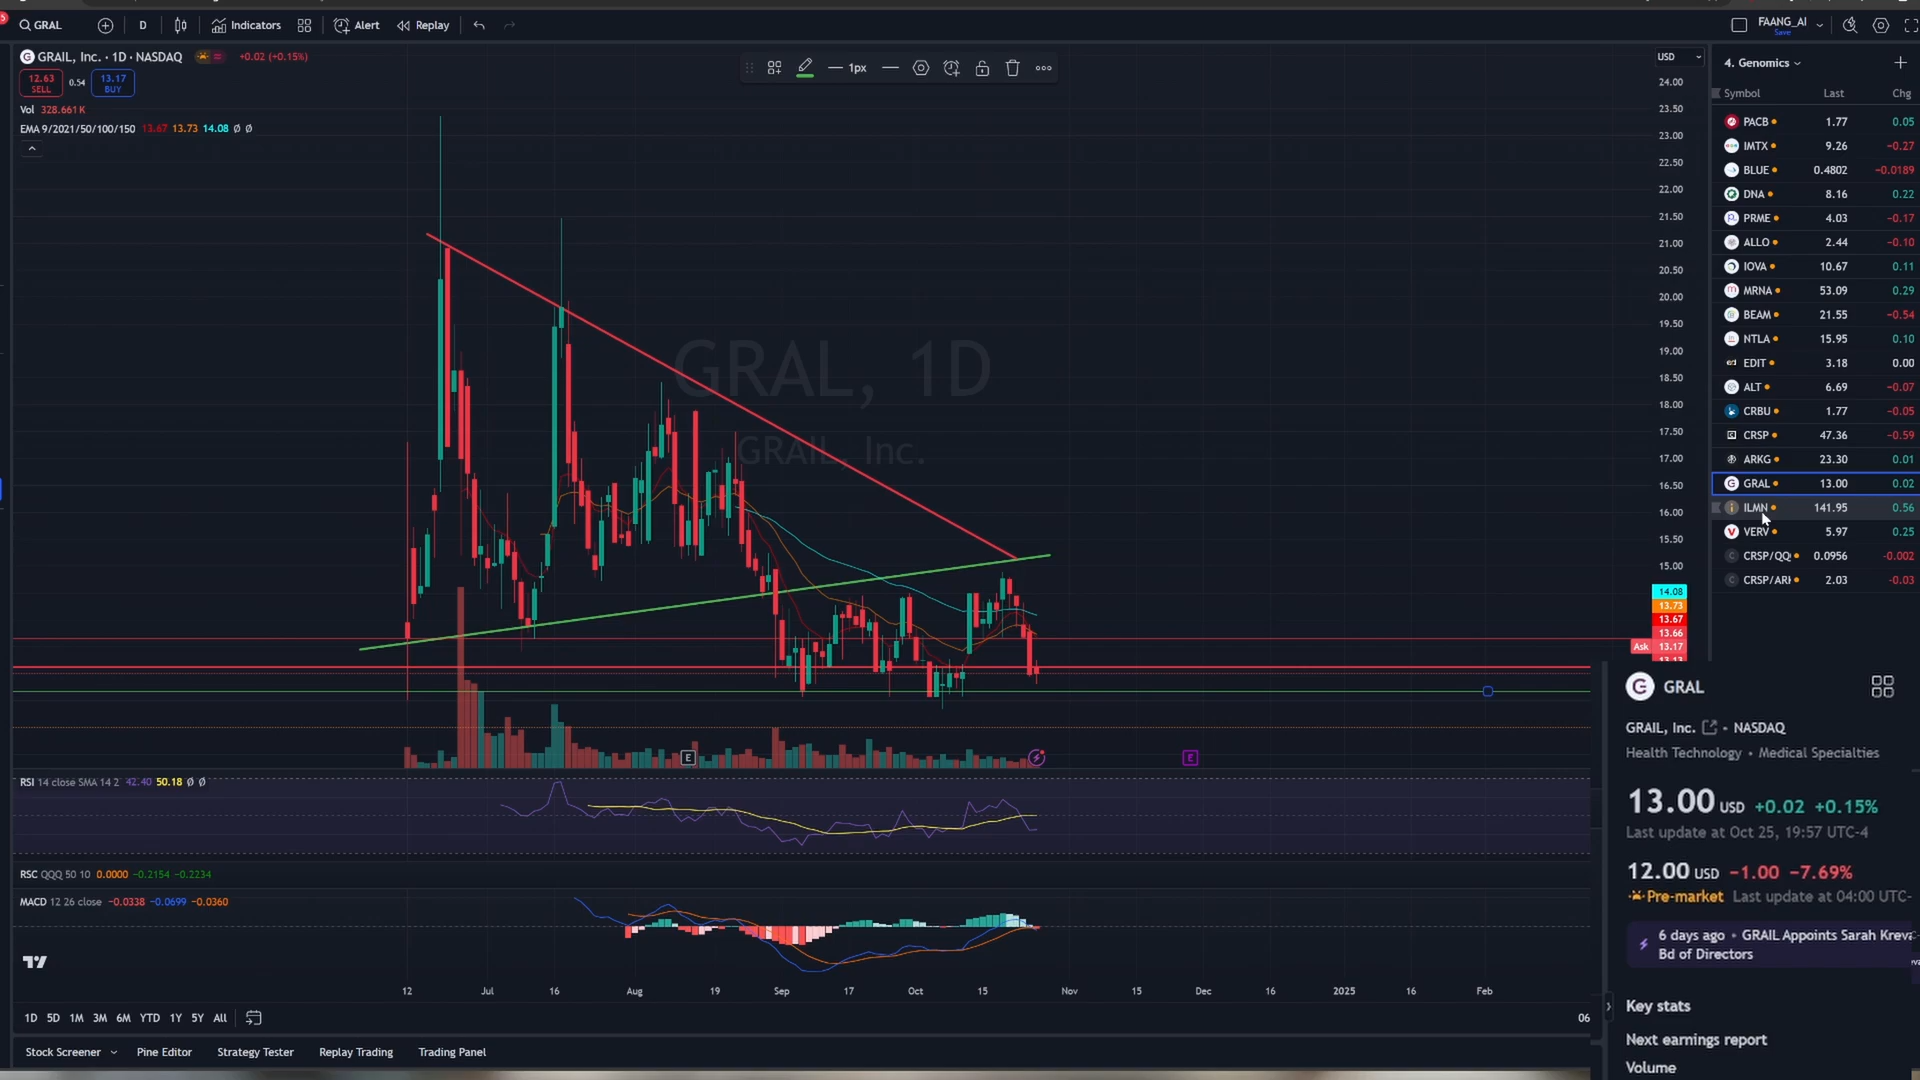 GRAL
D
Indicators
Alert
Replay
FAANG_AI
Save
GRAIL, Inc. · 1D · NASDAQ
+0.02 (+0.15%)
12.63
SELL
0.54
13.17
BUY
Vol 328.661 K
EMA 9/2021/50/100/150 13.67 13.73 14.08 Ø Ø
1px
USD
24.00
23.50
23.00
22.50
22.00
21.50
21.00
20.50
20.00
19.50
19.00
18.50
18.00
17.50
17.00
16.50
16.00
15.50
15.00
14.08
13.73
13.67
13.66
Ask 13.17
GRAL, 1D
GRAIL, Inc.
E
E
RSI 14 close SMA 14 2 42.40 50.18 Ø Ø
RSC QQQ 50 10 0.0000 −0.2154 −0.2234
MACD 12 26 close −0.0338 −0.0699 −0.0360
12 Jul 16 Aug 19 Sep 17 Oct 15 Nov 15 Dec 16 2025 16 Feb
1D 5D 1M 3M 6M YTD 1Y 5Y All
06
Stock Screener
Pine Editor
Strategy Tester
Replay Trading
Trading Panel
4. Genomics
Symbol Last Chg
PACB 1.77 0.05
IMTX 9.26 −0.27
BLUE 0.4802 −0.0189
DNA 8.16 0.22
PRME 4.03 −0.17
ALLO 2.44 −0.10
IOVA 10.67 0.11
MRNA 53.09 0.29
BEAM 21.55 −0.54
NTLA 15.95 0.10
EDIT 3.18 0.00
ALT 6.69 −0.07
CRBU 1.77 −0.05
CRSP 47.36 −0.59
ARKG 23.30 0.01
GRAL 13.00 0.02
ILMN 141.95 0.56
VERV 5.97 0.25
CRSP/QQ 0.0956 −0.002
CRSP/ARI 2.03 −0.03
GRAL
GRAIL, Inc. • NASDAQ
Health Technology • Medical Specialties
13.00 USD +0.02 +0.15%
Last update at Oct 25, 19:57 UTC-4
12.00 USD −1.00 −7.69%
Pre-market Last update at 04:00 UTC-
6 days ago • GRAIL Appoints Sarah Kreva
Bd of Directors
Key stats
Next earnings report
Volume